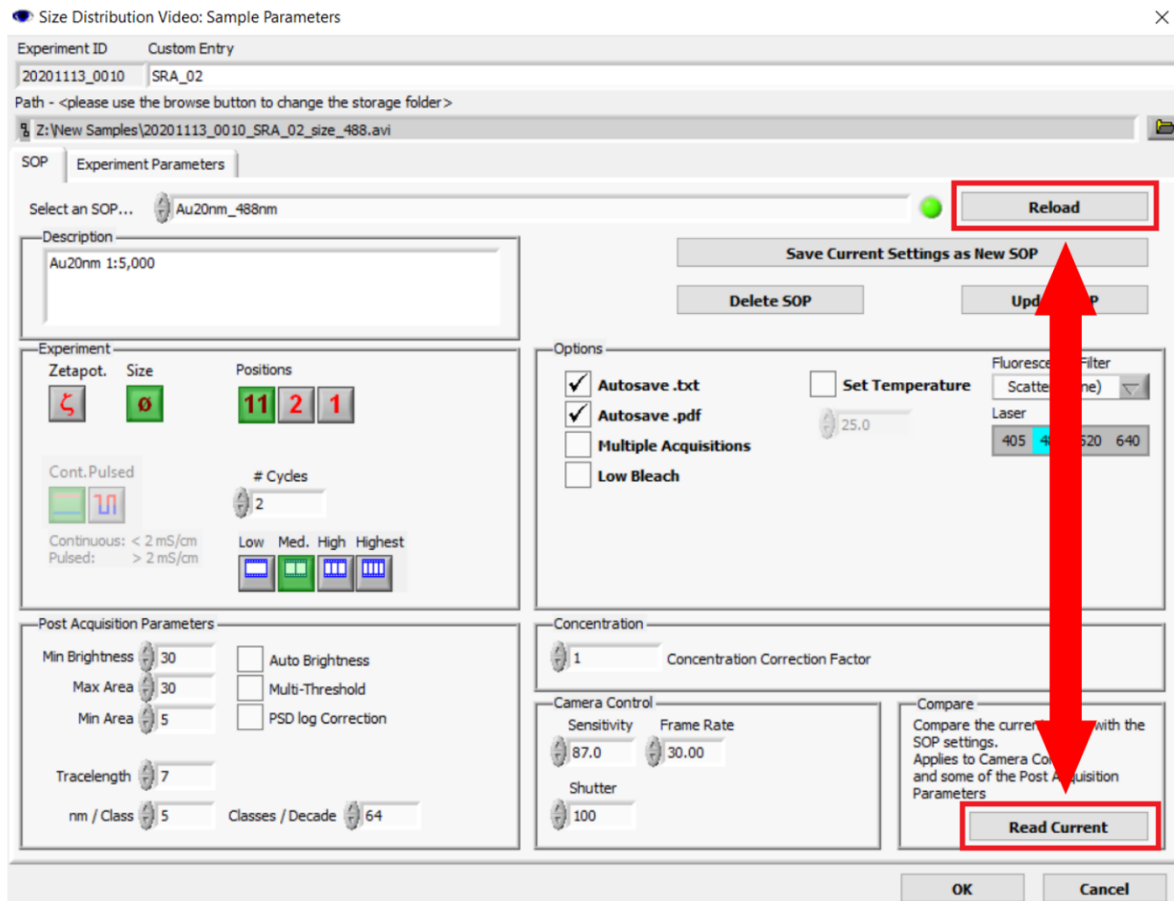 Size Distribution Video: Sample Parameters
Experiment ID Custom Entry
20201113_0010 SRA_02
Path - <please use the browse button to change the storage folder>
Z:\New Samples\20201113_0010_SRA_02_size_488.avi
SOP Experiment Parameters
Select an SOP... Au20nm_488nm Reload
Description
Au20nm 1:5,000
Save Current Settings as New SOP
Delete SOP
Experiment
Zetapot. Size Positions
ζ ø 11 2 1
Cont. Pulsed
# Cycles
2
Continuous: < 2 mS/cm
Pulsed: > 2 mS/cm
Low Med. High Highest
Options
Autosave .txt
Autosave .pdf
Multiple Acquisitions
Low Bleach
Set Temperature
25.0
Filter
Laser
405 520 640
Post Acquisition Parameters
Min Brightness 30 Auto Brightness
Max Area 30 Multi-Threshold
Min Area 5 PSD log Correction
Tracelength 7
nm / Class 5 Classes / Decade 64
Concentration
1 Concentration Correction Factor
Camera Control
Sensitivity Frame Rate
87.0 30.00
Shutter
100
Compare
Compare the with the
SOP settings.
Applies to Camera
and some of the Post Acquisition
Parameters
Read Current
OK Cancel